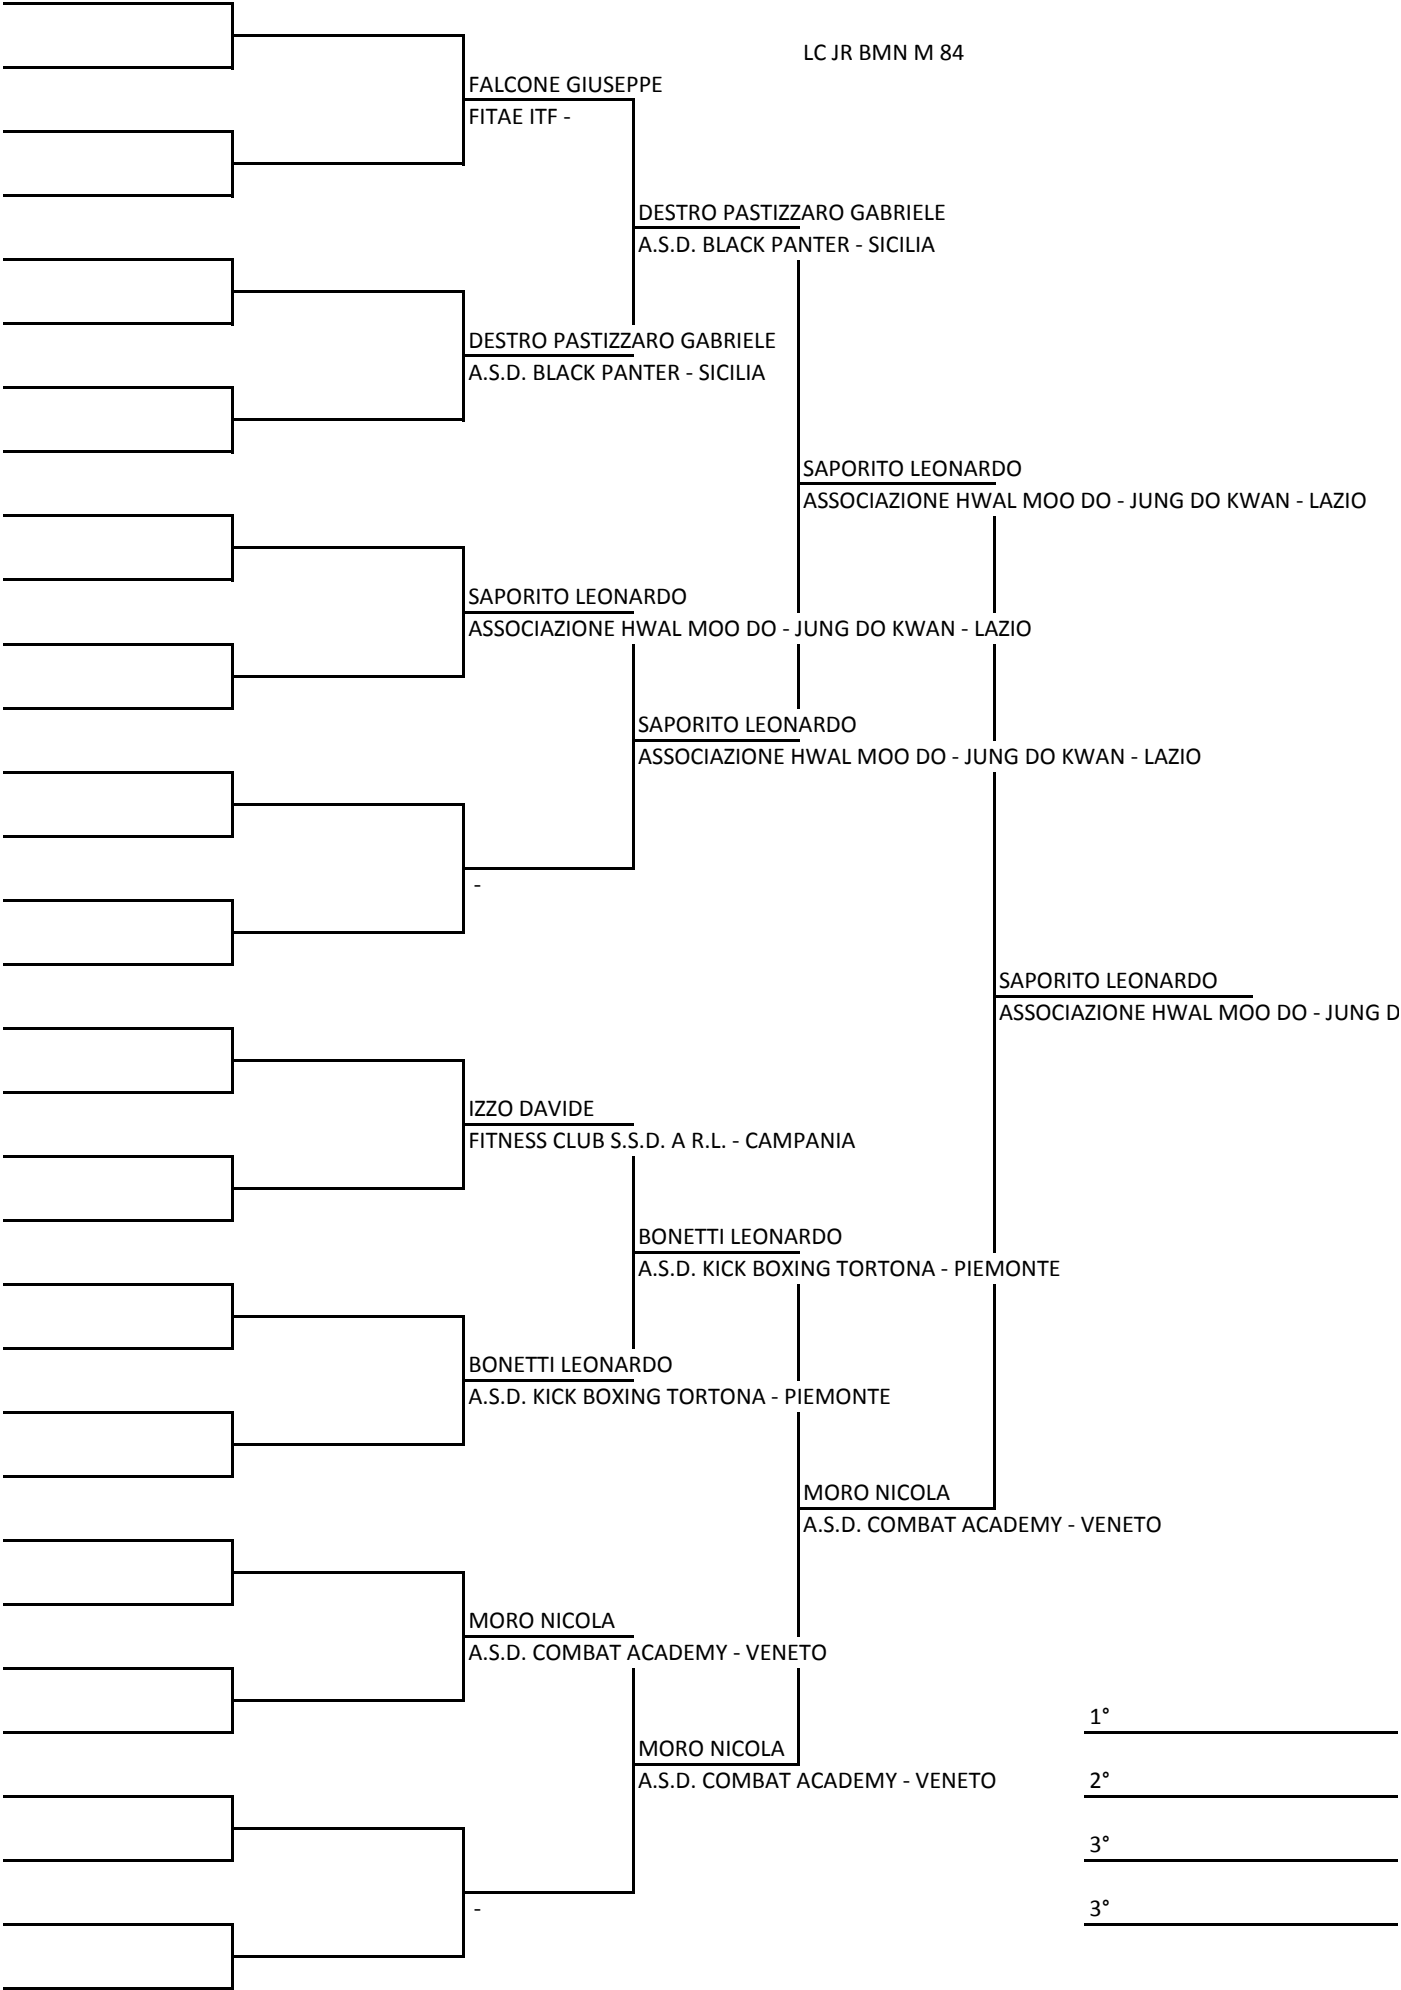 LC JR BMN M 84
FALCONE GIUSEPPE
FITAE ITF -
DESTRO PASTIZZARO GABRIELE
A.S.D. BLACK PANTER - SICILIA
DESTRO PASTIZZARO GABRIELE
A.S.D. BLACK PANTER - SICILIA
SAPORITO LEONARDO
ASSOCIAZIONE HWAL MOO DO - JUNG DO KWAN - LAZIO
SAPORITO LEONARDO
ASSOCIAZIONE HWAL MOO DO - JUNG DO KWAN - LAZIO
SAPORITO LEONARDO
ASSOCIAZIONE HWAL MOO DO - JUNG DO KWAN - LAZIO
-
SAPORITO LEONARDO
ASSOCIAZIONE HWAL MOO DO - JUNG D
IZZO DAVIDE
FITNESS CLUB S.S.D. A R.L. - CAMPANIA
BONETTI LEONARDO
A.S.D. KICK BOXING TORTONA - PIEMONTE
BONETTI LEONARDO
A.S.D. KICK BOXING TORTONA - PIEMONTE
MORO NICOLA
A.S.D. COMBAT ACADEMY - VENETO
MORO NICOLA
A.S.D. COMBAT ACADEMY - VENETO
1°
MORO NICOLA
A.S.D. COMBAT ACADEMY - VENETO
2°
3°
-
3°